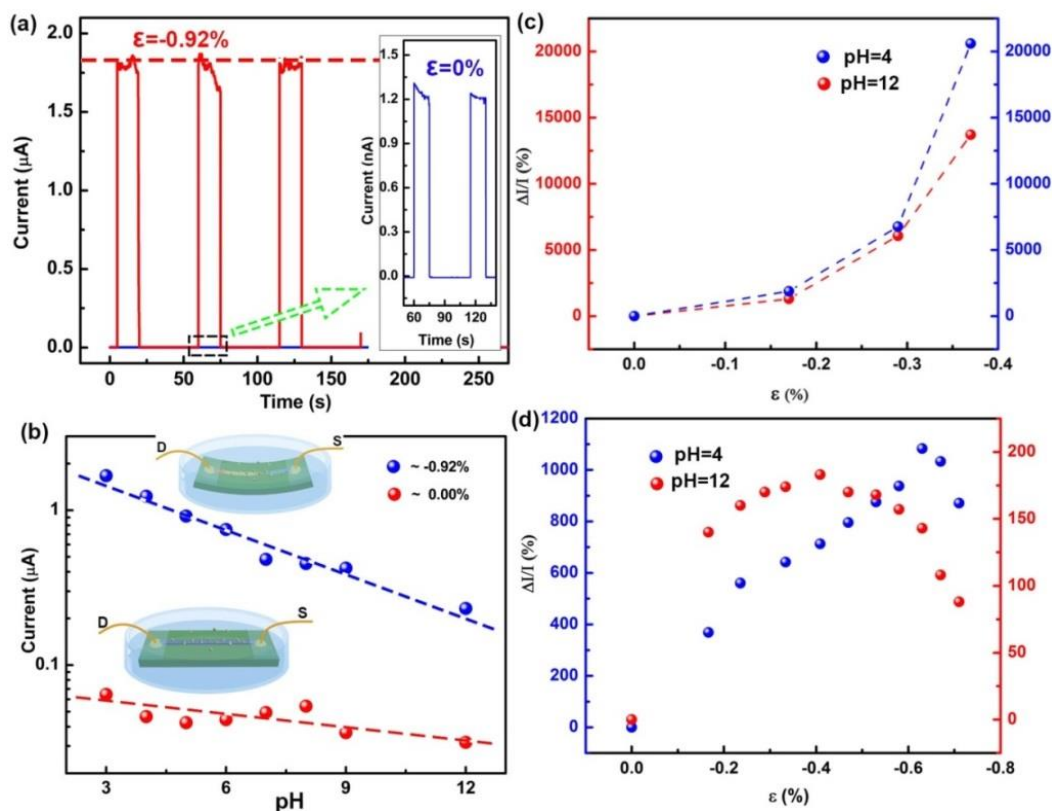 (a)
2.0
1.5
1.0
0.5
0.0
Current (μA)
0
50
100
150
200
250
Time (s)
ε=-0.92%
1.5
1.2
0.9
0.6
0.3
0.0
Current (nA)
60
90
120
Time (s)
ε=0%
(c)
20000
15000
10000
5000
0
ΔI/I (%)
pH=4
pH=12
20000
15000
10000
5000
0
0.0
-0.1
-0.2
-0.3
-0.4
ε (%)
(b)
1
0.1
Current (μA)
D
S
~ -0.92%
~ 0.00%
D
S
3
6
9
12
pH
(d)
1200
1000
800
600
400
200
0
ΔI/I (%)
pH=4
pH=12
200
150
100
50
0
0.0
-0.2
-0.4
-0.6
-0.8
ε (%)